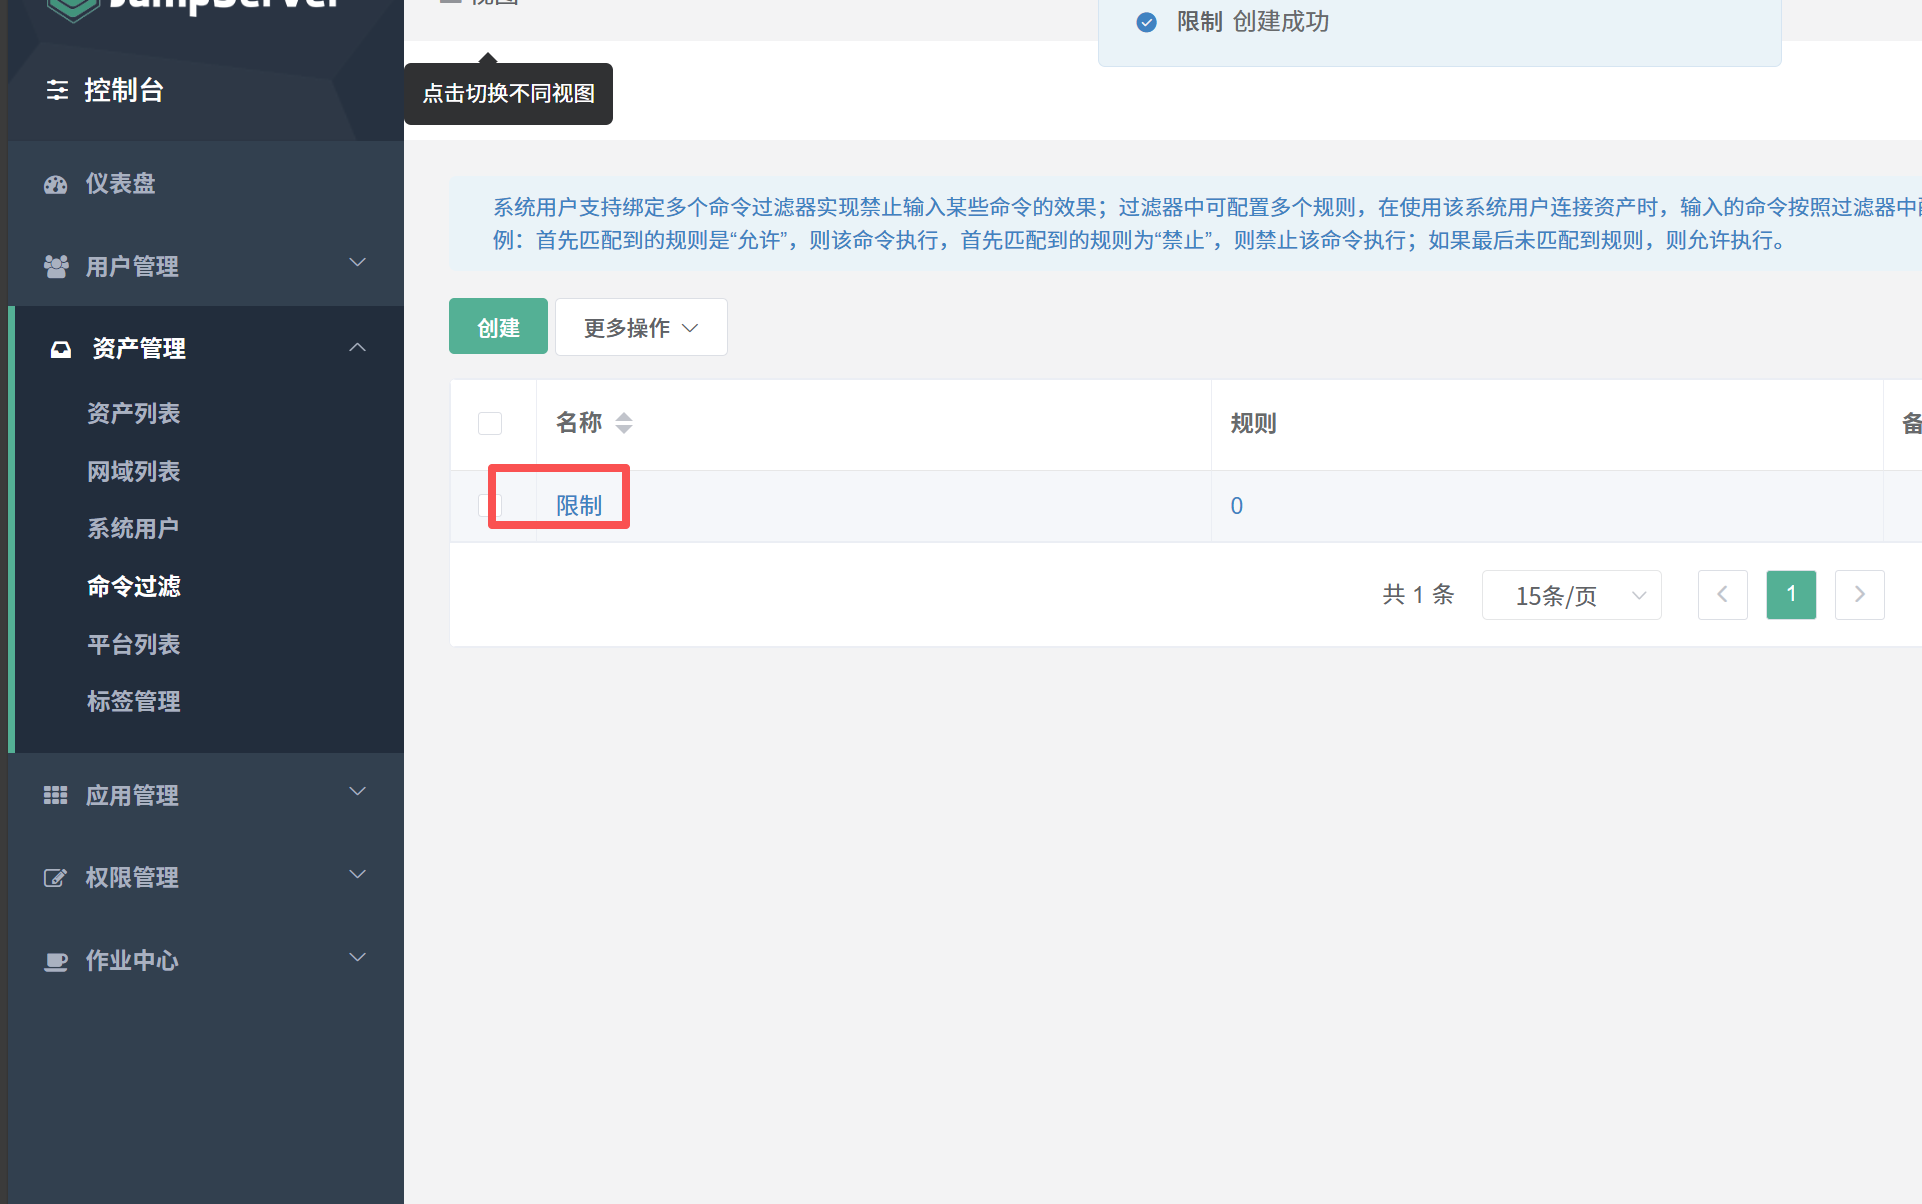 JumpServer
视图
限制 创建成功
控制台
点击切换不同视图
仪表盘
用户管理
资产管理
资产列表
网域列表
系统用户
命令过滤
平台列表
标签管理
应用管理
权限管理
作业中心
系统用户支持绑定多个命令过滤器实现禁止输入某些命令的效果；过滤器中可配置多个规则，在使用该系统用户连接资产时，输入的命令按照过滤器中
例：首先匹配到的规则是“允许”，则该命令执行，首先匹配到的规则为“禁止”，则禁止该命令执行；如果最后未匹配到规则，则允许执行。
创建 更多操作
名称 规则 备
限制 0
共 1 条 15条/页 1